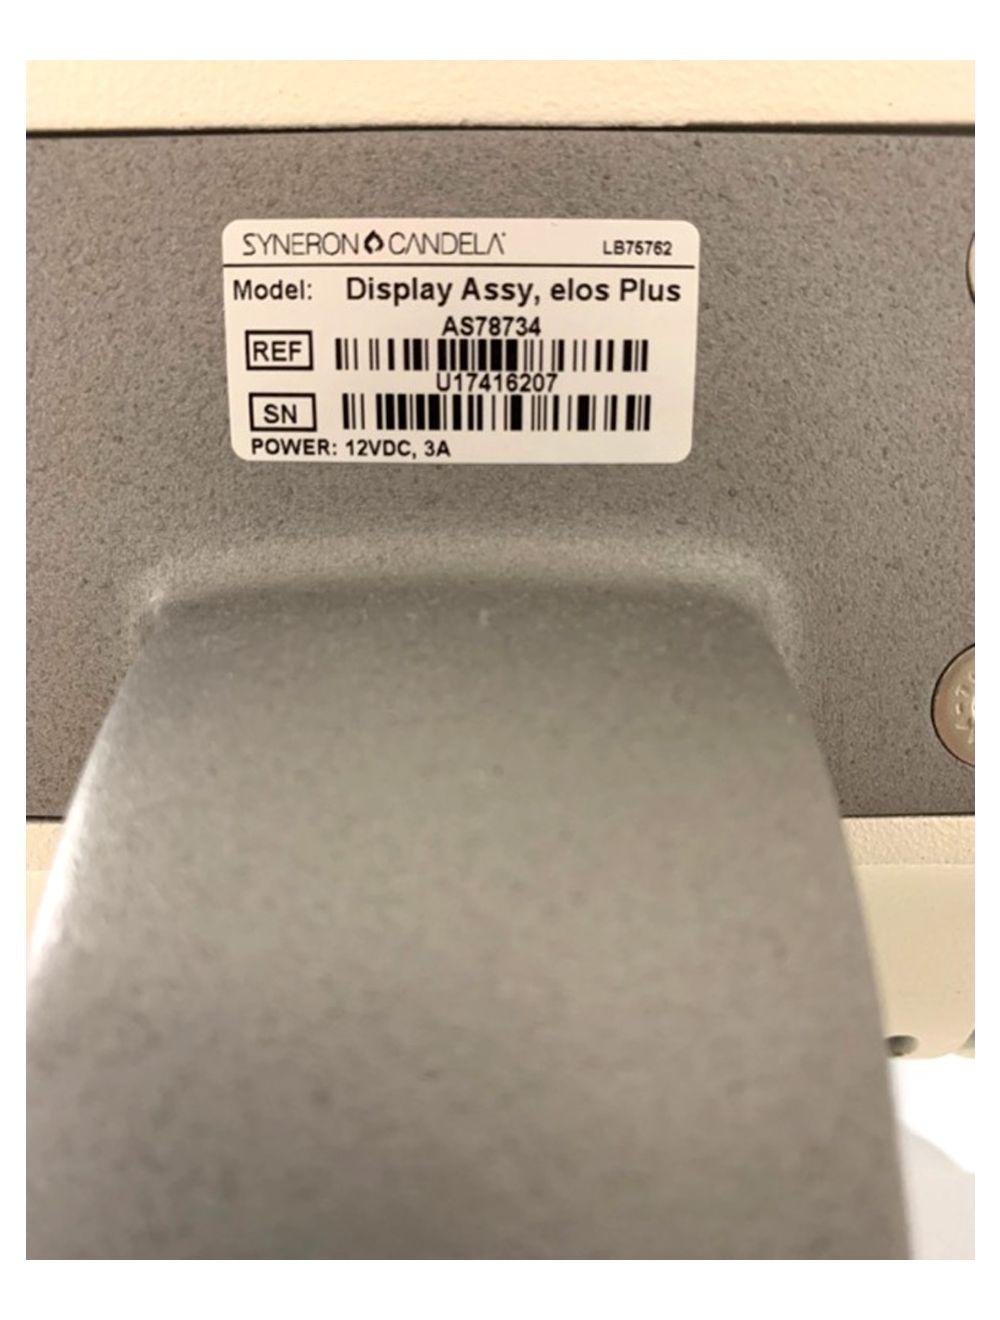 SYNERON CANDELA
LB75762
Model: Display Assy, elos Plus
AS78734
REF
U17416207
SN
POWER: 12VDC, 3A